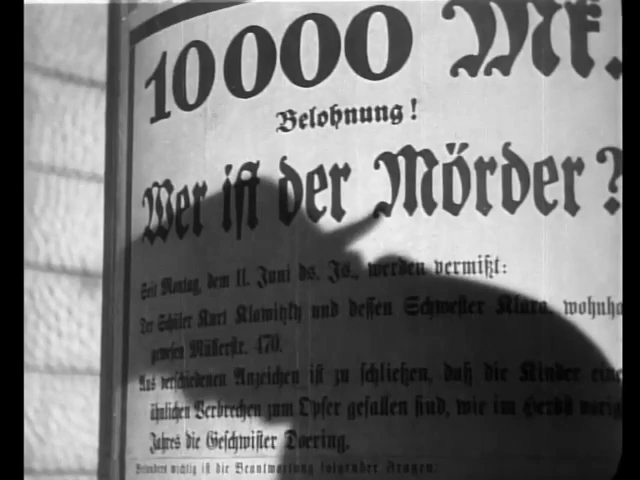 10000 Mk.
Belohnung!
Wer ist der Mörder?
Seit Montag, dem 11. Juni ds. Js., werden vermißt:
Der Schüler Kurt Klawitzky und dessen Schwester Klara, wohnha
gewesen Müllerstr. 470.
Aus verschiedenen Anzeichen ist zu schließen, daß die Kinder eine
ähnlichen Verbrechen zum Opfer gefallen sind, wie im Herbst vorig
Jahres die Geschwister Doering.
Besonders wichtig ist die Beantwortung folgender Fragen: